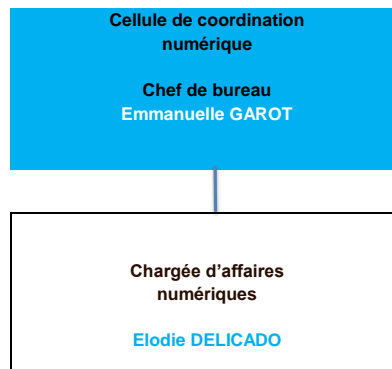 Cellule de coordination
numérique
Chef de bureau
Emmanuelle GAROT
Chargée d’affaires
numériques
Elodie DELICADO